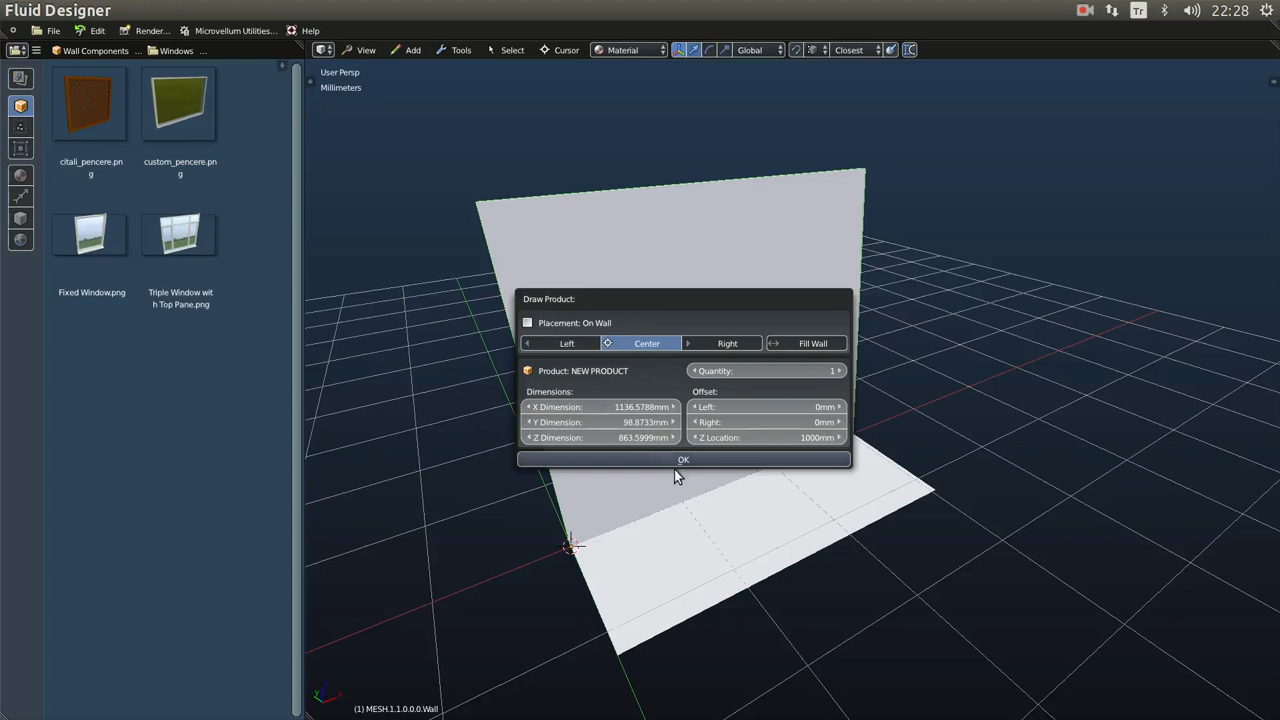 Fluid Designer
Tr
22:28
File
Edit
Render...
Microvellum Utilities...
Help
Wall Components
Windows
View
Add
Tools
Select
Cursor
Material
Global
Closest
User Persp
Millimeters
citali_pencere.pn
g
custom_pencere.pn
g
Fixed Window.png
Triple Window wit
h Top Pane.png
Draw Product:
Placement: On Wall
Left
Center
Right
Fill Wall
Product: NEW PRODUCT
Quantity: 1
Dimensions:
Offset:
X Dimension: 1136.5788mm
Left: 0mm
Y Dimension: 98.8733mm
Right: 0mm
Z Dimension: 863.5999mm
Z Location: 1000mm
OK
(1) MESH.1.1.0.0.0.Wall